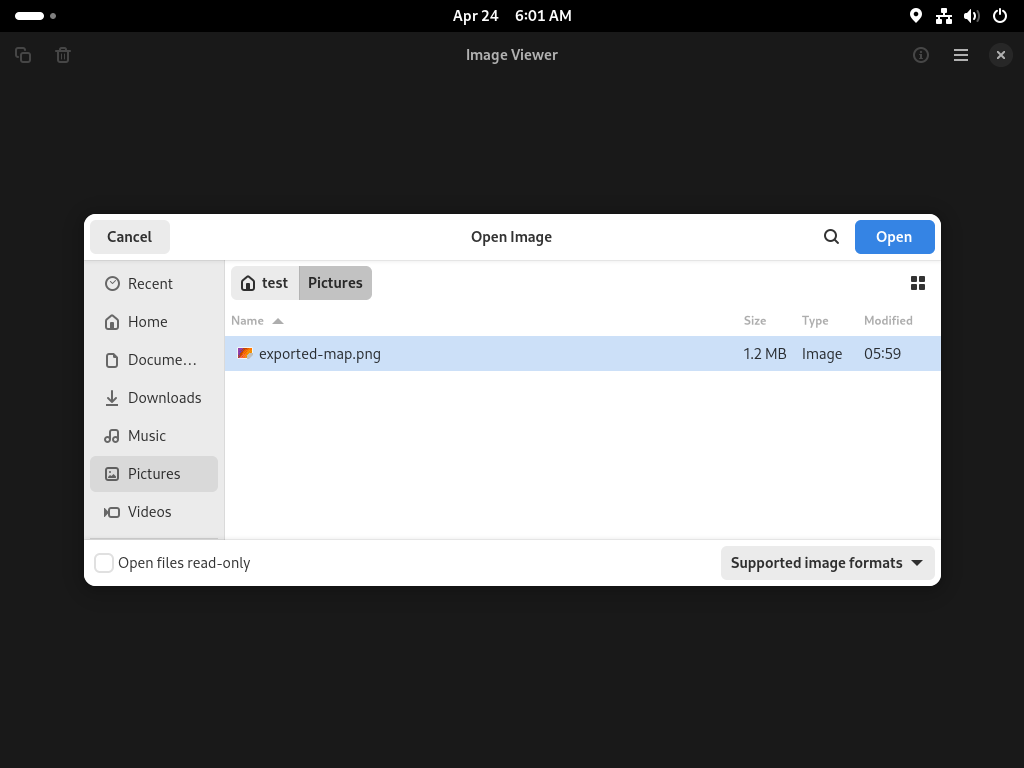 Apr 24 6:01 AM
Image Viewer
Cancel
Open Image
Open
Recent
Home
Docume…
Downloads
Music
Pictures
Videos
test
Pictures
Name Size Type Modified
exported-map.png 1.2 MB Image 05:59
Open files read-only
Supported image formats